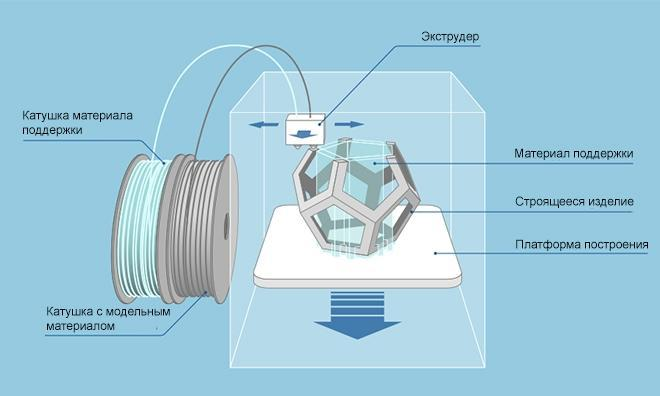 Экструдер
Катушка материала
поддержки
Материал поддержки
Строящееся изделие
Платформа построения
Катушка с модельным
материалом